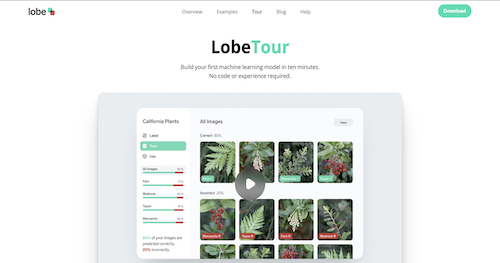 lobe
Overview Examples Tour Blog Help
Download
LobeTour
Build your first machine learning model in ten minutes.
No code or experience required.
California Plants
All Images
View
Label
Train
Use
Correct 80%
All Images
Fern
Madrone
Toyon
Manzanita
Incorrect 20%
Manzanita
Toyon
Madrone
80% of your images are
predicted correctly,
20% incorrectly.